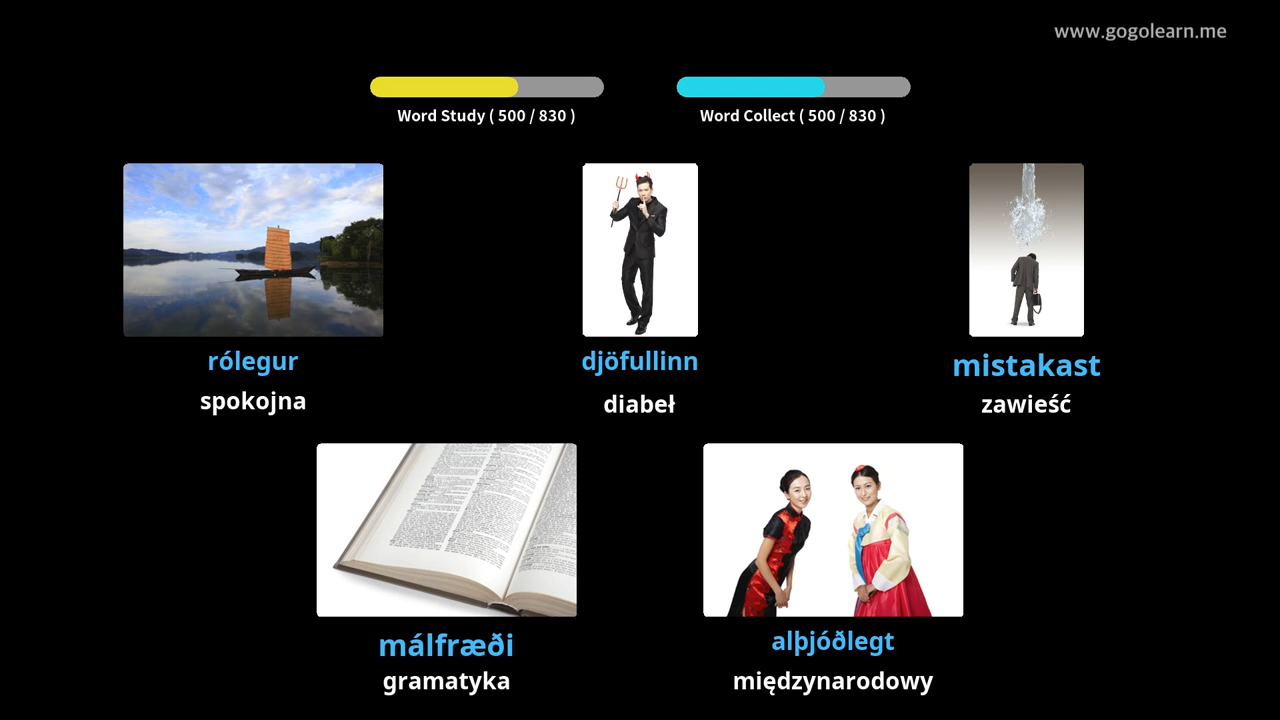 www.gogolearn.me
Word Study ( 500 / 830 )
Word Collect ( 500 / 830 )
rólegur
spokojna
djöfullinn
diabeł
mistakast
zawieść
málfræði
gramatyka
alþjóðlegt
międzynarodowy